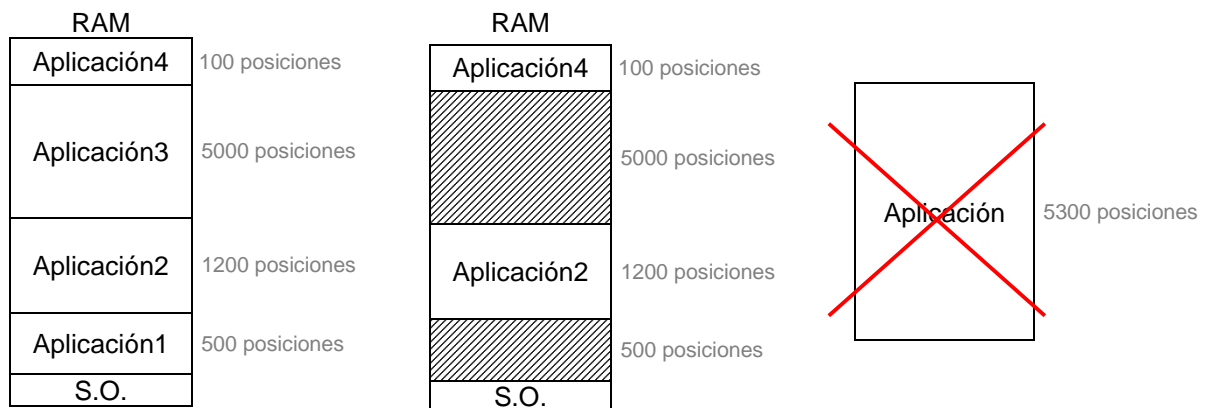 RAM
Aplicación4 100 posiciones
Aplicación3 5000 posiciones
Aplicación2 1200 posiciones
Aplicación1 500 posiciones
S.O.
RAM
Aplicación4 100 posiciones
5000 posiciones
Aplicación2 1200 posiciones
500 posiciones
S.O.
Aplicación 5300 posiciones